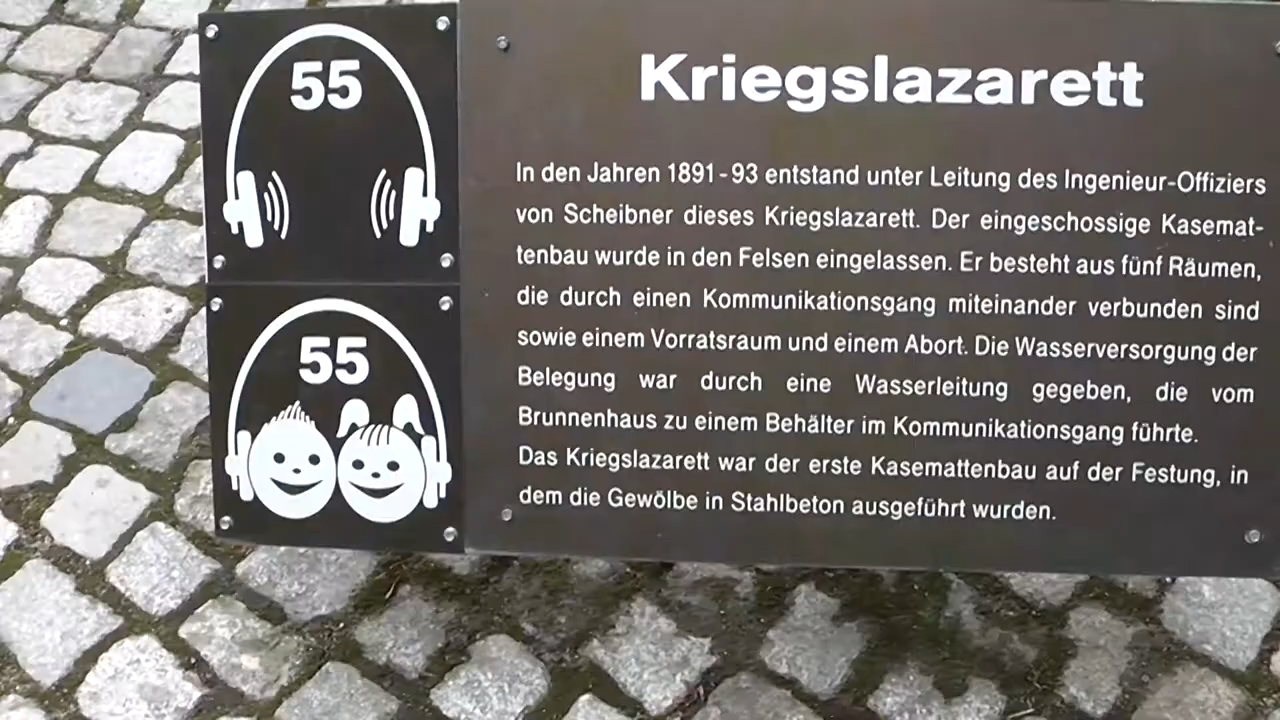 55
55
Kriegslazarett
In den Jahren 1891-93 entstand unter Leitung des Ingenieur-Offiziers
von Scheibner dieses Kriegslazarett. Der eingeschossige Kasemat-
tenbau wurde in den Felsen eingelassen. Er besteht aus fünf Räumen,
die durch einen Kommunikationsgang miteinander verbunden sind
sowie einem Vorratsraum und einem Abort. Die Wasserversorgung der
Belegung war durch eine Wasserleitung gegeben, die vom
Brunnenhaus zu einem Behälter im Kommunikationsgang führte.
Das Kriegslazarett war der erste Kasemattenbau auf der Festung, in
dem die Gewölbe in Stahlbeton ausgeführt wurden.